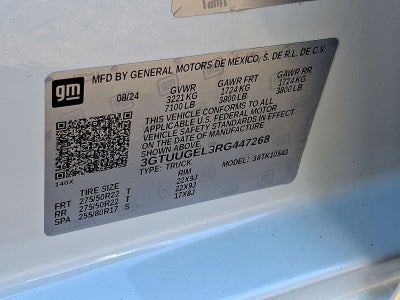 gm
MFD BY GENERAL MOTORS DE MEXICO, S. DE R.L. DE C.V.
08/24 GVWR GAWR FRT GAWR RR
3221 KG 1724 KG 1724 KG
7100 LB 3800 LB 3800 LB
THIS VEHICLE CONFORMS TO ALL
APPLICABLE U.S. FEDERAL MOTOR
VEHICLE SAFETY STANDARDS IN EFFECT
ON THE DATE OF MANUFACTURE
SHOWN ABOVE.
3GTUUGEL3RG447268
TYPE: TRUCK MODEL: 38TK10543
340X
TIRE SIZE RIM
FRT 275/50R22 T 22X9J
RR 275/50R22 T 22X9J
SPA 255/80R17 S 17X8J